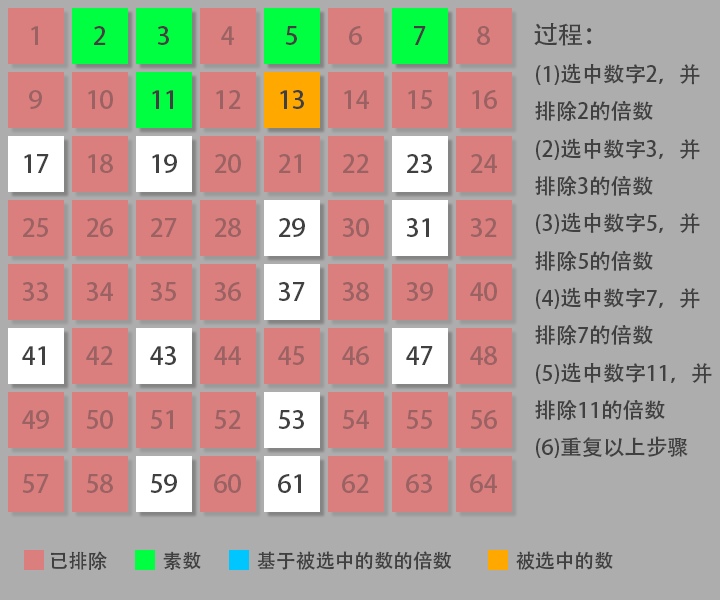 1 2 3 4 5 6 7 8
9 10 11 12 13 14 15 16
17 18 19 20 21 22 23 24
25 26 27 28 29 30 31 32
33 34 35 36 37 38 39 40
41 42 43 44 45 46 47 48
49 50 51 52 53 54 55 56
57 58 59 60 61 62 63 64
过程：
(1)选中数字2，并
排除2的倍数
(2)选中数字3，并
排除3的倍数
(3)选中数字5，并
排除5的倍数
(4)选中数字7，并
排除7的倍数
(5)选中数字11，并
排除11的倍数
(6)重复以上步骤
已排除 素数 基于被选中的数的倍数 被选中的数